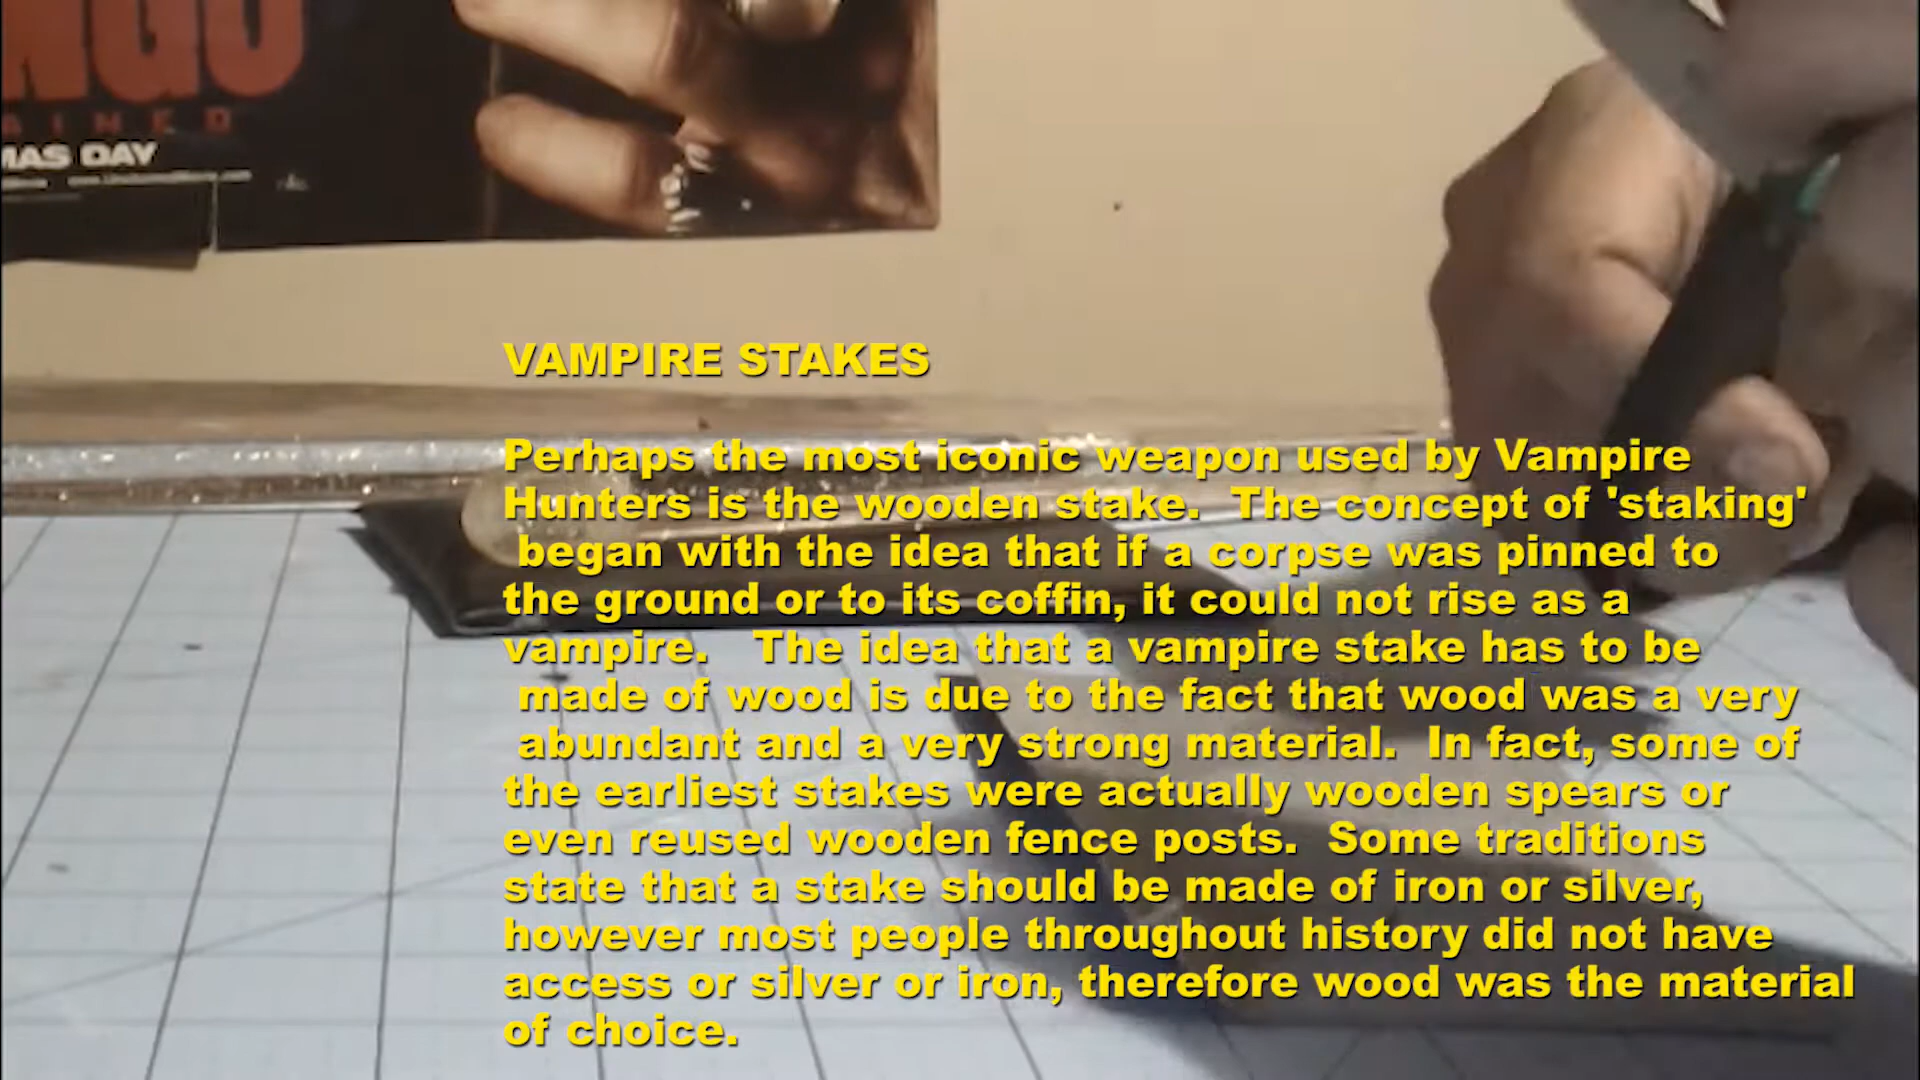 NGO
AINED
MAS DAY
VAMPIRE STAKES
Perhaps the most iconic weapon used by Vampire
Hunters is the wooden stake. The concept of 'staking'
began with the idea that if a corpse was pinned to
the ground or to its coffin, it could not rise as a
vampire. The idea that a vampire stake has to be
made of wood is due to the fact that wood was a very
abundant and a very strong material. In fact, some of
the earliest stakes were actually wooden spears or
even reused wooden fence posts. Some traditions
state that a stake should be made of iron or silver,
however most people throughout history did not have
access or silver or iron, therefore wood was the material
of choice.